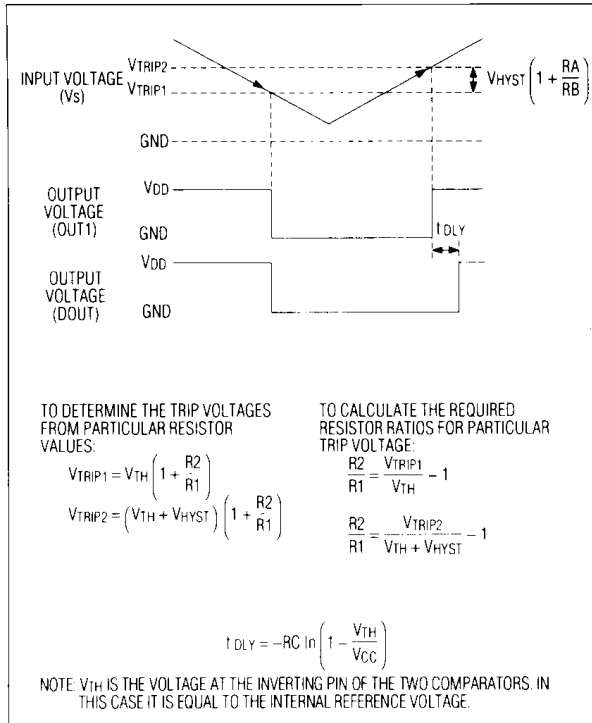 INPUT VOLTAGE
(Vs)
VTRIP2
VTRIP1
VHYST (1 + RA/RB)
GND
OUTPUT
VOLTAGE
(OUT1)
VDD
GND
t DLY
OUTPUT
VOLTAGE
(DOUT)
VDD
GND
TO DETERMINE THE TRIP VOLTAGES
FROM PARTICULAR RESISTOR
VALUES:
VTRIP1 = VTH (1 + R2/R1)
VTRIP2 = (VTH + VHYST) (1 + R2/R1)
TO CALCULATE THE REQUIRED
RESISTOR RATIOS FOR PARTICULAR
TRIP VOLTAGE:
R2/R1 = VTRIP1/VTH − 1
R2/R1 = VTRIP2/VTH + VHYST − 1
t DLY = −RC ln (1 − VTH/VCC)
NOTE: VTH IS THE VOLTAGE AT THE INVERTING PIN OF THE TWO COMPARATORS. IN
THIS CASE IT IS EQUAL TO THE INTERNAL REFERENCE VOLTAGE.